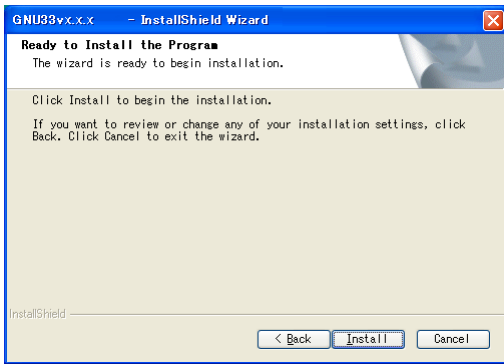 GNU33vx.x.x - InstallShield Wizard
Ready to Install the Program
The wizard is ready to begin installation.
Click Install to begin the installation.
If you want to review or change any of your installation settings, click
Back. Click Cancel to exit the wizard.
InstallShield
< Back Install Cancel